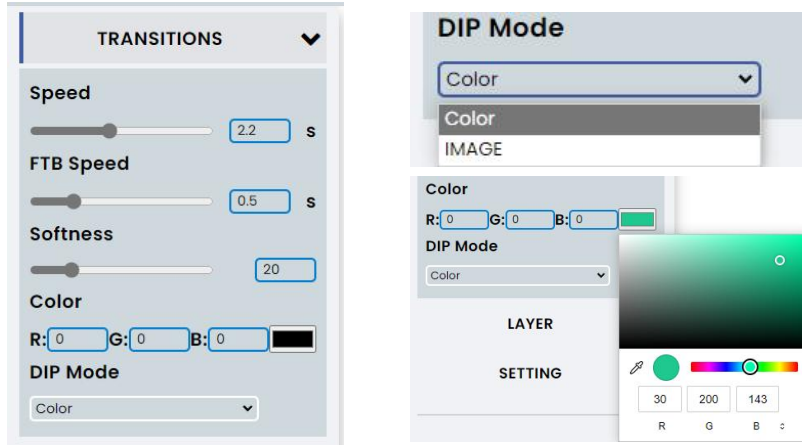 TRANSITIONS
Speed
2.2 s
FTB Speed
0.5 s
Softness
20
Color
R: 0 G: 0 B: 0
DIP Mode
Color
DIP Mode
Color
Color
IMAGE
Color
R: 0 G: 0 B: 0
DIP Mode
Color
LAYER
SETTING
30 200 143
R G B